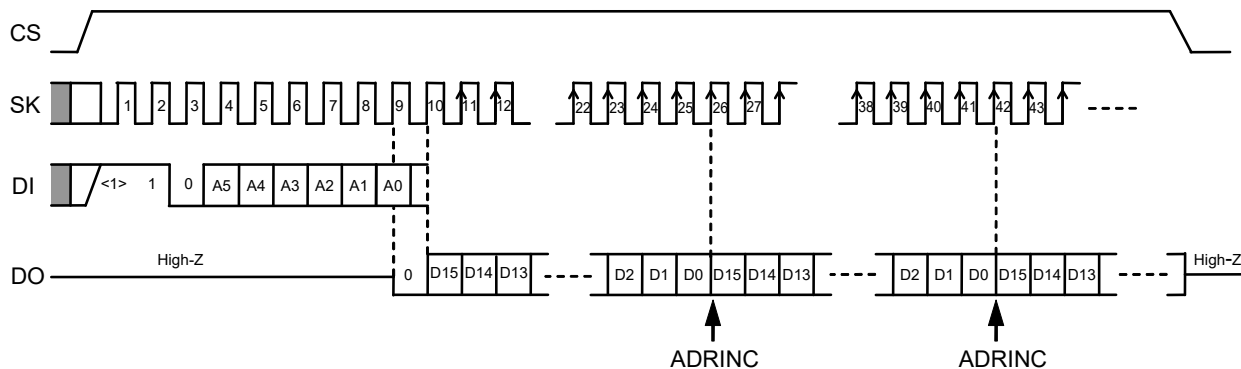 CS
SK 1 2 3 4 5 6 7 8 9 10 11 12 22 23 24 25 26 27 38 39 40 41 42 43
DI <1> 1 0 A5 A4 A3 A2 A1 A0
DO High-Z 0 D15 D14 D13 D2 D1 D0 D15 D14 D13 D2 D1 D0 D15 D14 D13 High-Z
ADRINC ADRINC